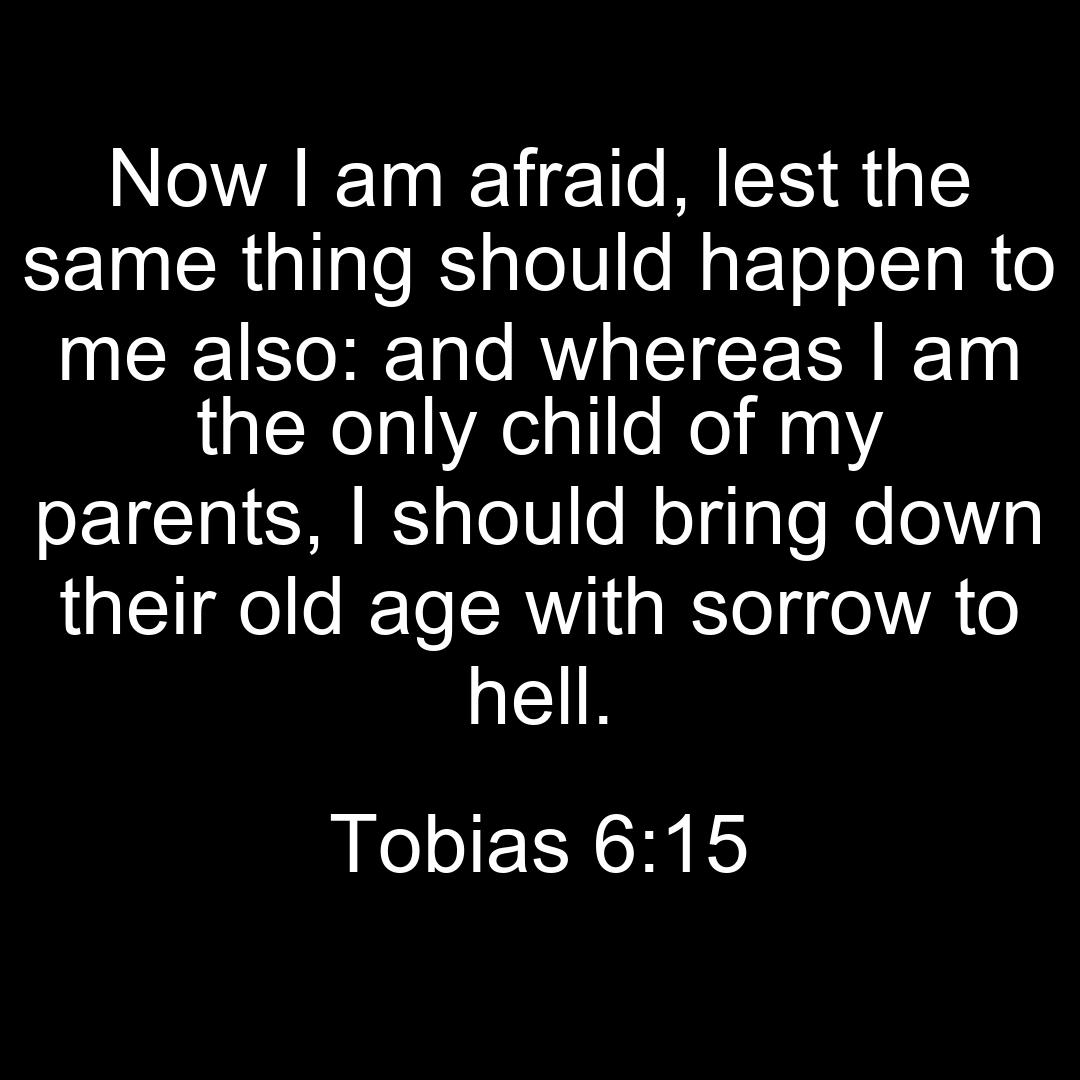 Now I am afraid, lest the
same thing should happen to
me also: and whereas I am
the only child of my
parents, I should bring down
their old age with sorrow to
hell.
Tobias 6:15